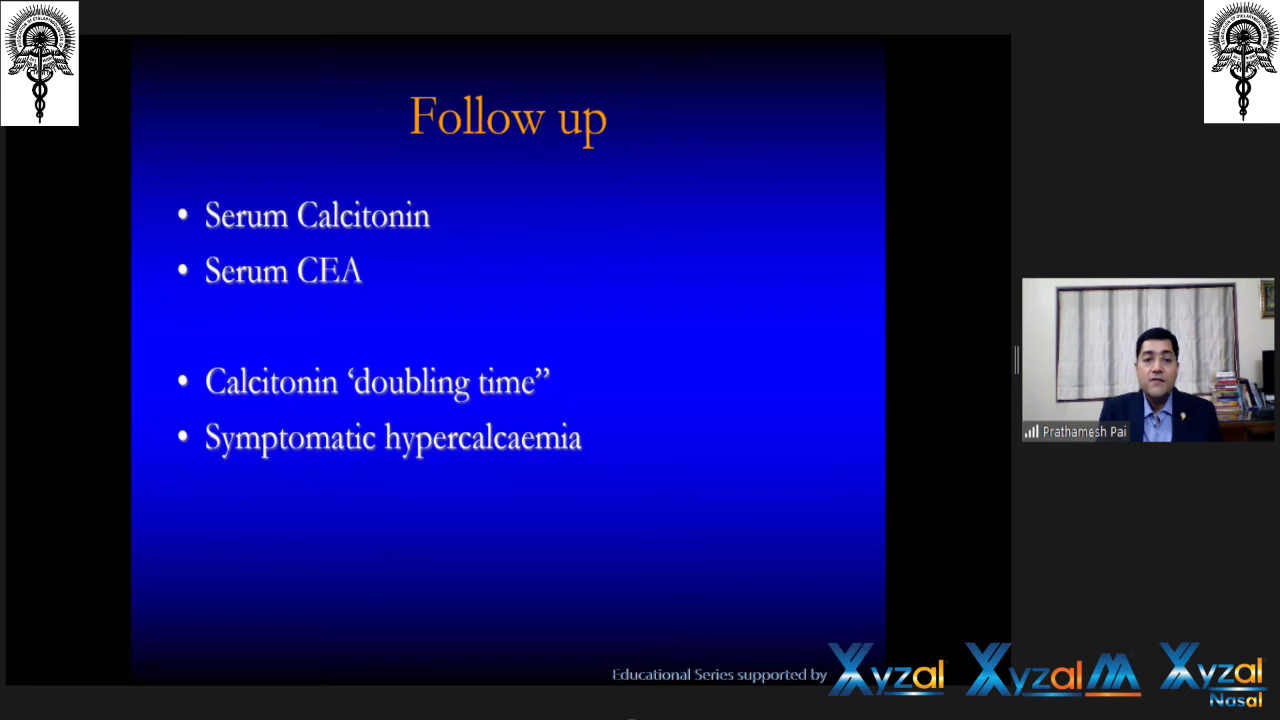 Follow up
• Serum Calcitonin
• Serum CEA
• Calcitonin ‘doubling time”
• Symptomatic hypercalcaemia
Prathamesh Pai
Educational Series supported by Xyzal Xyzal M Xyzal Nasal